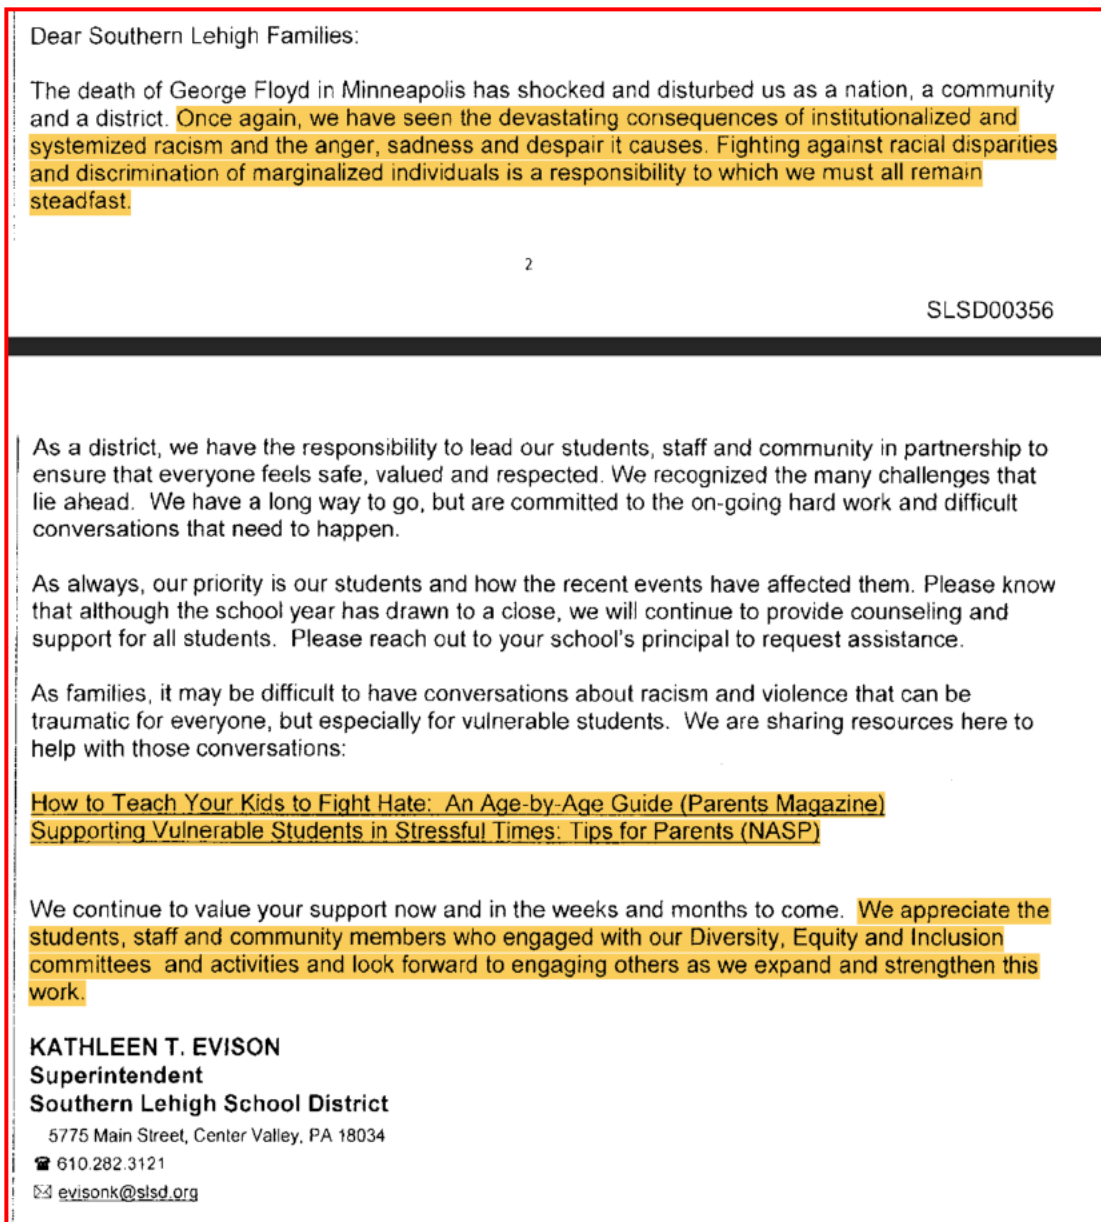 Dear Southern Lehigh Families:
The death of George Floyd in Minneapolis has shocked and disturbed us as a nation, a community
and a district. Once again, we have seen the devastating consequences of institutionalized and
systemized racism and the anger, sadness and despair it causes. Fighting against racial disparities
and discrimination of marginalized individuals is a responsibility to which we must all remain
steadfast.
2
SLSD00356
As a district, we have the responsibility to lead our students, staff and community in partnership to
ensure that everyone feels safe, valued and respected. We recognized the many challenges that
lie ahead.  We have a long way to go, but are committed to the on-going hard work and difficult
conversations that need to happen.
As always, our priority is our students and how the recent events have affected them. Please know
that although the school year has drawn to a close, we will continue to provide counseling and
support for all students.  Please reach out to your school's principal to request assistance.
As families, it may be difficult to have conversations about racism and violence that can be
traumatic for everyone, but especially for vulnerable students.  We are sharing resources here to
help with those conversations:
How to Teach Your Kids to Fight Hate:  An Age-by-Age Guide (Parents Magazine)
Supporting Vulnerable Students in Stressful Times: Tips for Parents (NASP)
We continue to value your support now and in the weeks and months to come.  We appreciate the
students, staff and community members who engaged with our Diversity, Equity and Inclusion
committees  and activities and look forward to engaging others as we expand and strengthen this
work.
KATHLEEN T. EVISON
Superintendent
Southern Lehigh School District
5775 Main Street, Center Valley, PA 18034
☎ 610.282.3121
✉ evisonk@slsd.org